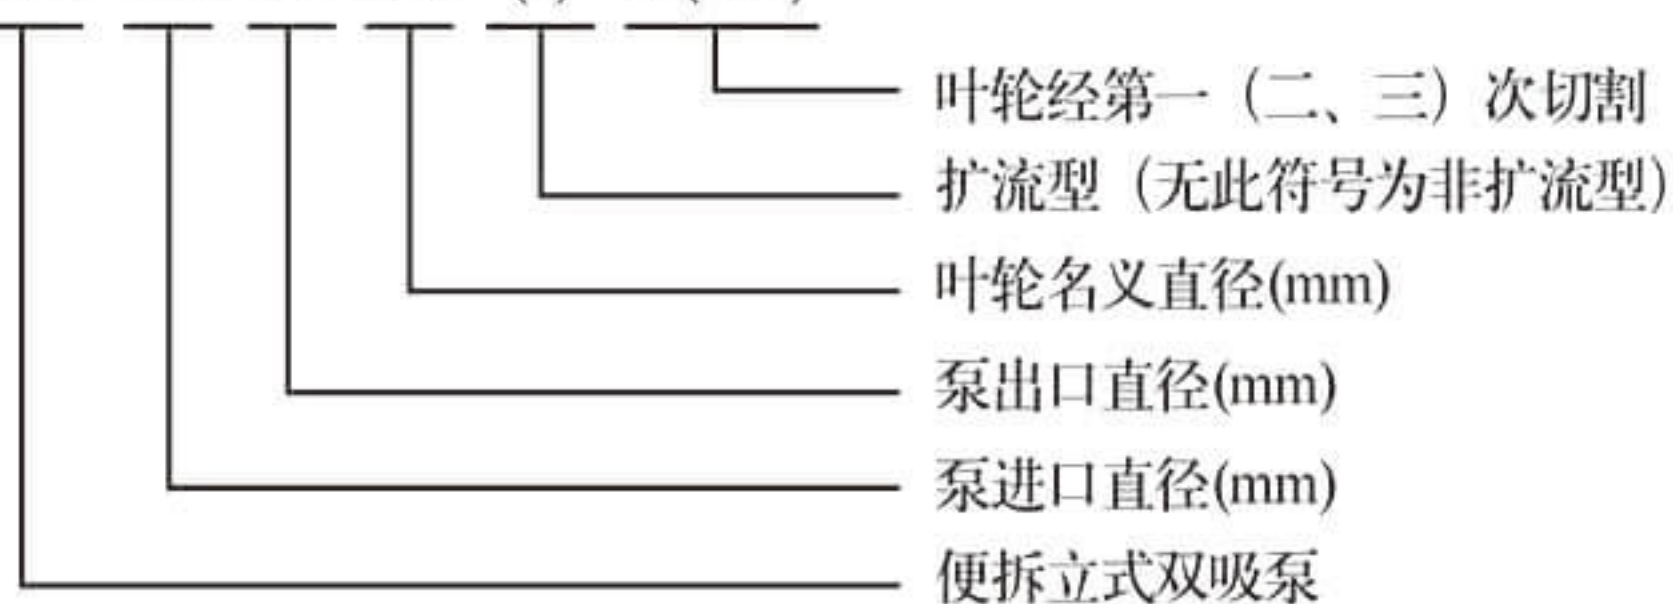 叶轮经第一（二、三）次切割
扩流型（无此符号为非扩流型）
叶轮名义直径(mm)
泵出口直径(mm)
泵进口直径(mm)
便拆立式双吸泵